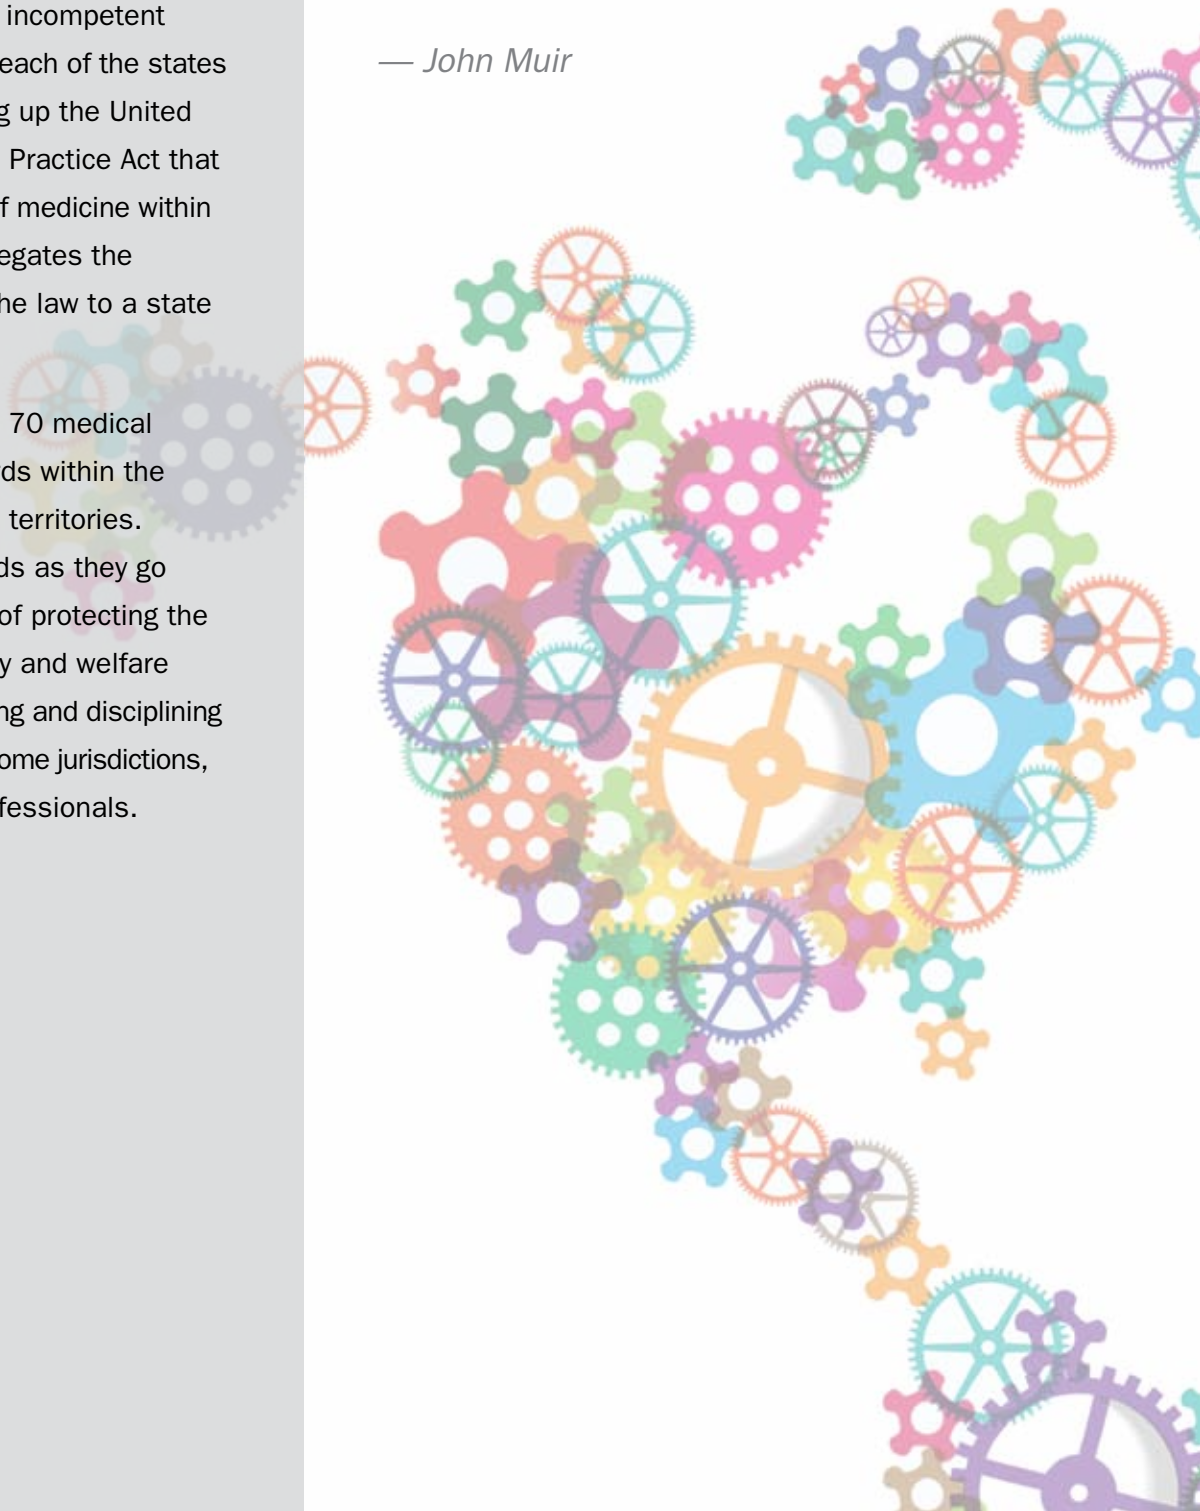 incompetent
each of the states
g up the United
Practice Act that
f medicine within
egates the
he law to a state
70 medical
rds within the
territories.
ds as they go
of protecting the
y and welfare
ng and disciplining
ome jurisdictions,
fessionals.
— John Muir